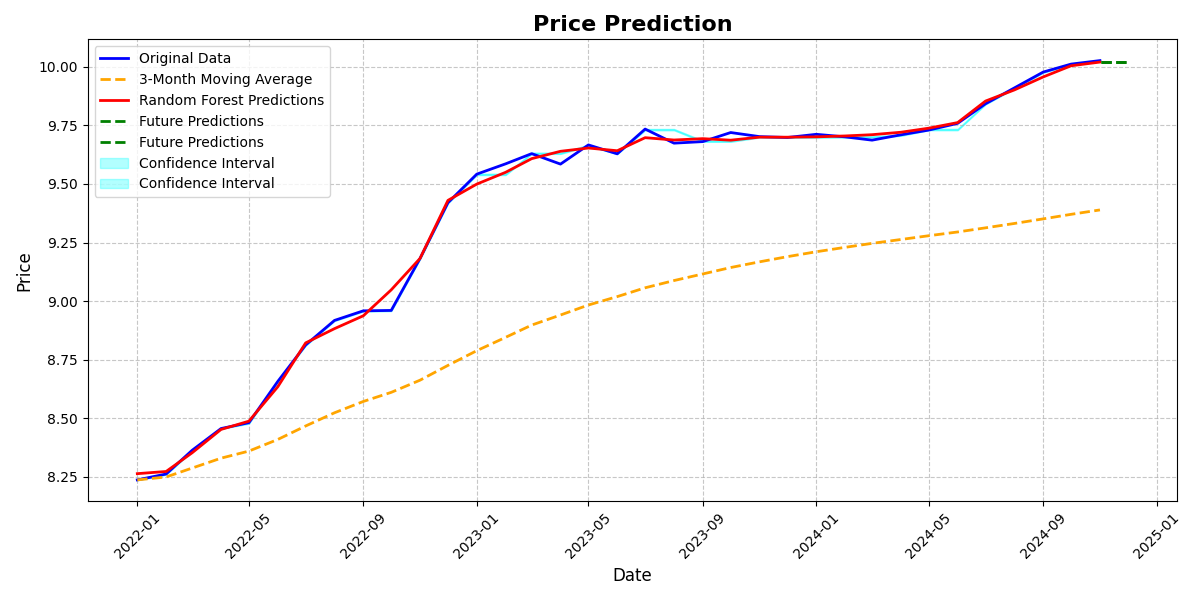 Price Prediction
Original Data
3-Month Moving Average
Random Forest Predictions
Future Predictions
Future Predictions
Confidence Interval
Confidence Interval
10.00
9.75
9.50
9.25
9.00
8.75
8.50
8.25
Price
2022-01
2022-05
2022-09
2023-01
2023-05
2023-09
2024-01
2024-05
2024-09
2025-01
Date